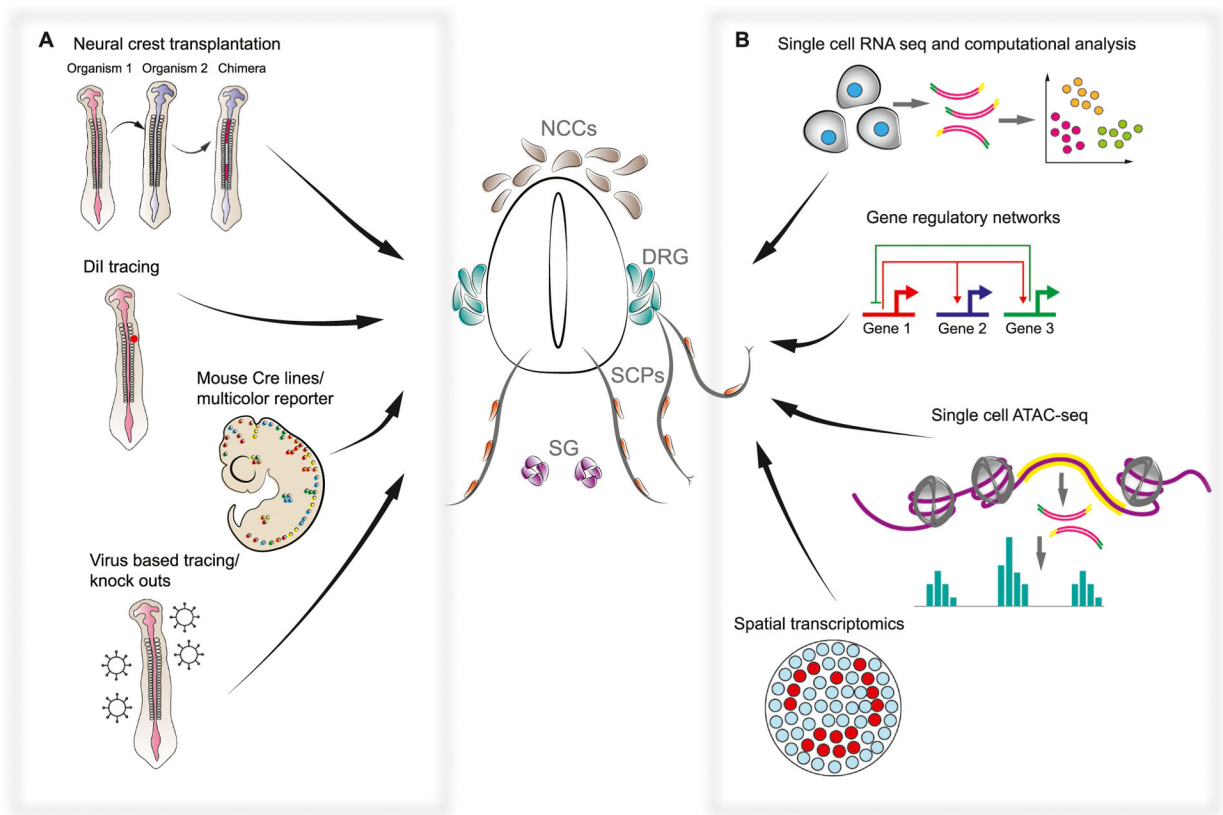 A
Neural crest transplantation
Organism 1
Organism 2
Chimera
DiI tracing
Mouse Cre lines/
multicolor reporter
Virus based tracing/
knock outs
NCCs
DRG
SCPs
SG
B
Single cell RNA seq and computational analysis
Gene regulatory networks
Gene 1
Gene 2
Gene 3
Single cell ATAC-seq
Spatial transcriptomics